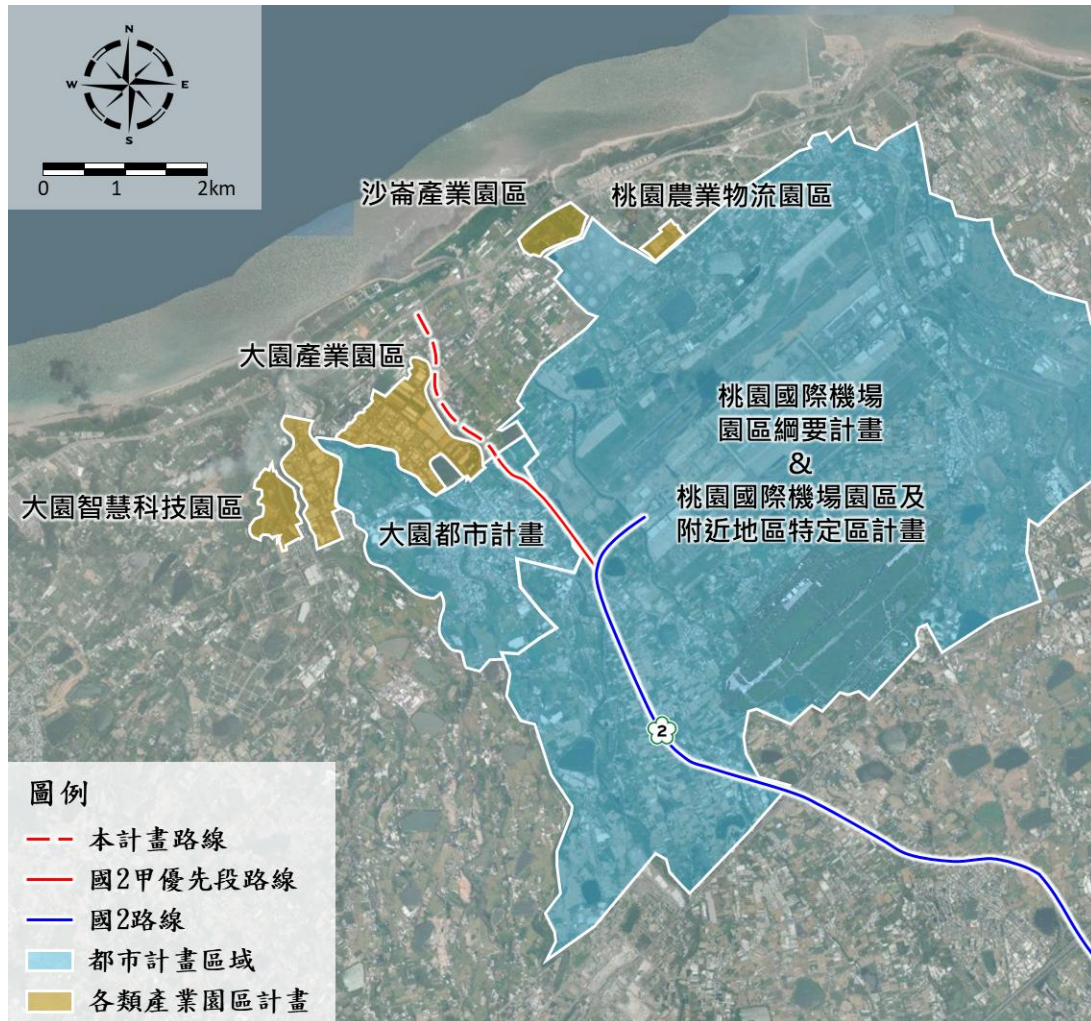 N
W
E
S
0 1 2km
沙崙產業園區
桃園農業物流園區
大園產業園區
桃園國際機場
園區綱要計畫
&
桃園國際機場園區及
附近地區特定區計畫
大園智慧科技園區
大園都市計畫
2
圖例
本計畫路線
國2甲優先段路線
國2路線
都市計畫區域
各類產業園區計畫